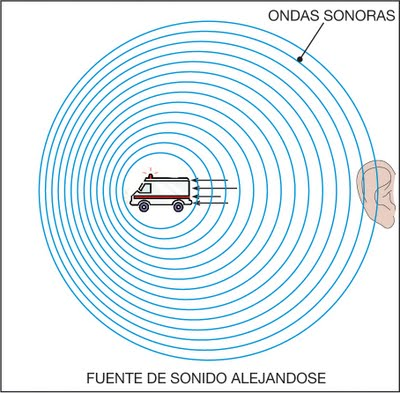 ONDAS SONORAS
FUENTE DE SONIDO ALEJANDOSE